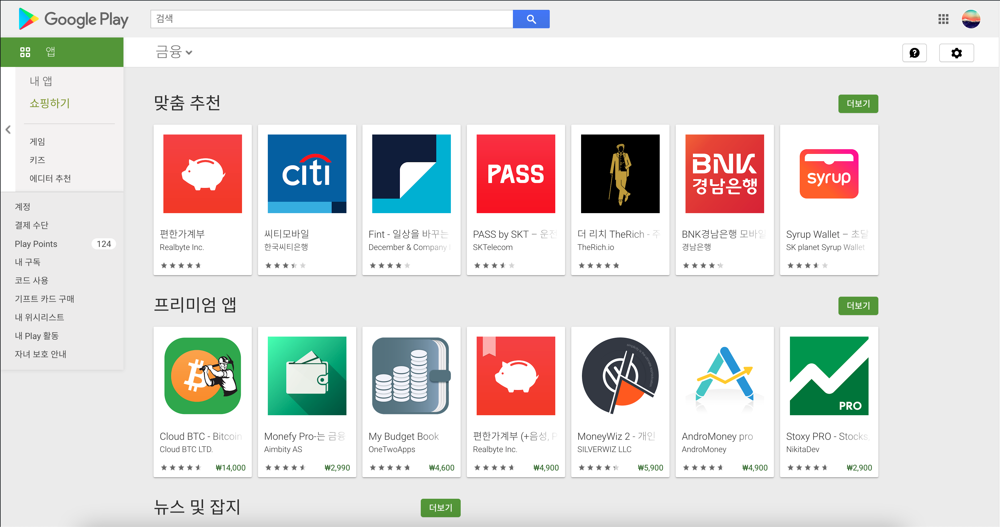 Google Play
검색
앱
금융
내 앱
쇼핑하기
게임
키즈
에디터 추천
계정
결제 수단
Play Points 124
내 구독
코드 사용
기프트 카드 구매
내 위시리스트
내 Play 활동
자녀 보호 안내
맞춤 추천
더보기
citi
PASS
BNK
경남은행
syrup
편한가계부
Realbyte Inc.
씨티모바일
한국씨티은행
Fint - 일상을 바꾸는
December & Company
PASS by SKT – 운전
SKTelecom
더 리치 TheRich - 주
TheRich.io
BNK경남은행 모바일
경남은행
Syrup Wallet – 초달
SK planet Syrup Wallet
프리미엄 앱
더보기
simplicity is the ultimate sophistication
PRO
Cloud BTC - Bitcoin
Cloud BTC LTD.
₩14,000
Monefy Pro-는 금융
Aimbity AS
₩2,990
My Budget Book
OneTwoApps
₩4,600
편한가계부 (+음성, P
Realbyte Inc.
₩4,900
MoneyWiz 2 - 개인
SILVERWIZ LLC
₩5,900
AndroMoney pro
AndroMoney
₩4,900
Stoxy PRO - Stocks,
NikitaDev
₩2,900
뉴스 및 잡지
더보기